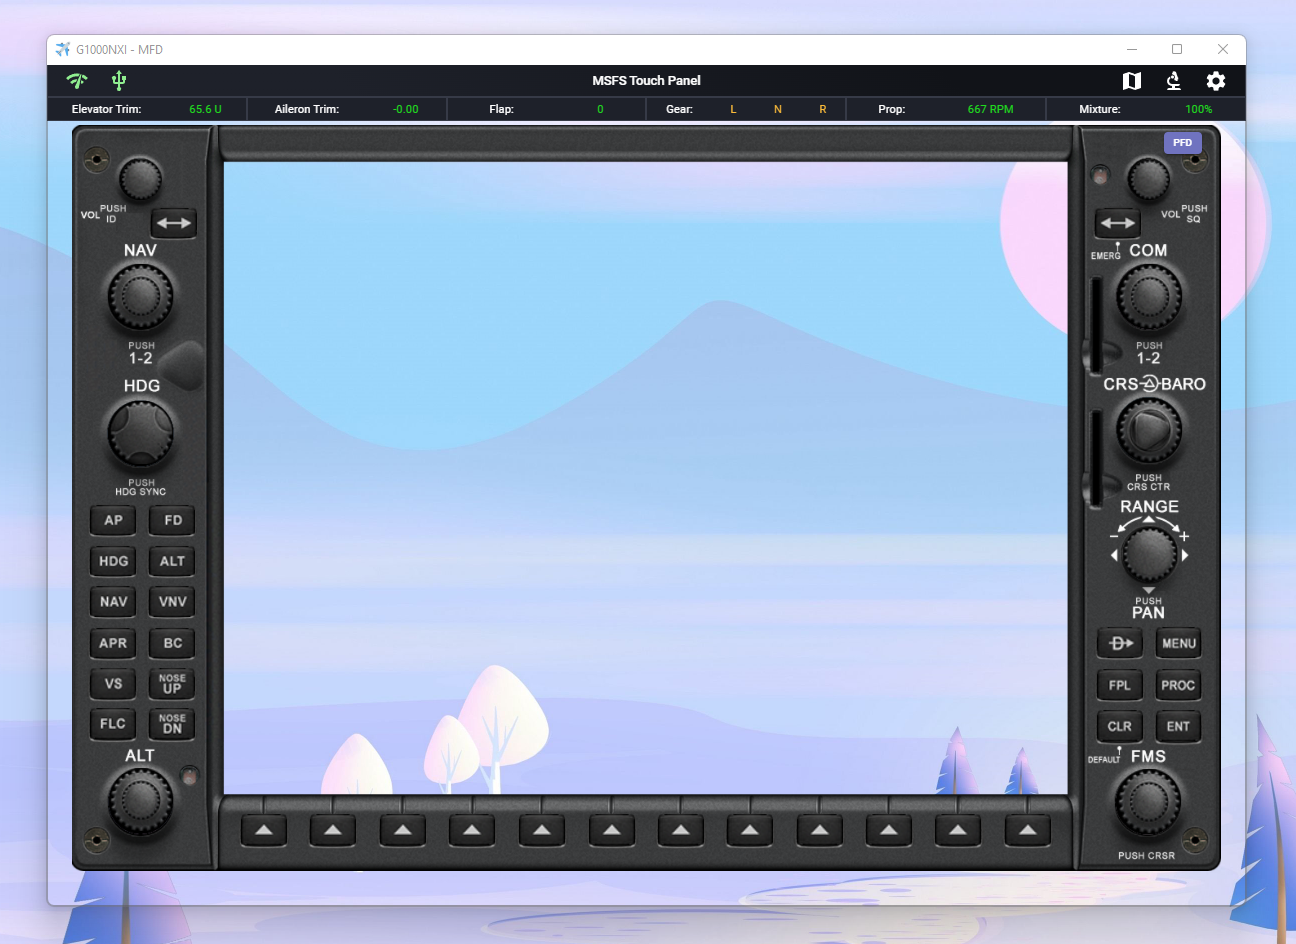 G1000NXI - MFD
MSFS Touch Panel
Elevator Trim: 65.6 U Aileron Trim: -0.00 Flap: 0 Gear: L N R Prop: 667 RPM Mixture: 100%
PFD
VOL PUSH ID
NAV
PUSH
1-2
HDG
PUSH
HDG SYNC
AP FD
HDG ALT
NAV VNV
APR BC
VS NOSE UP
FLC NOSE DN
ALT
VOL PUSH SQ
EMERG COM
PUSH
1-2
CRS BARO
PUSH
CRS CTR
RANGE
- +
PUSH
PAN
D MENU
FPL PROC
CLR ENT
DEFAULT FMS
PUSH CRSR